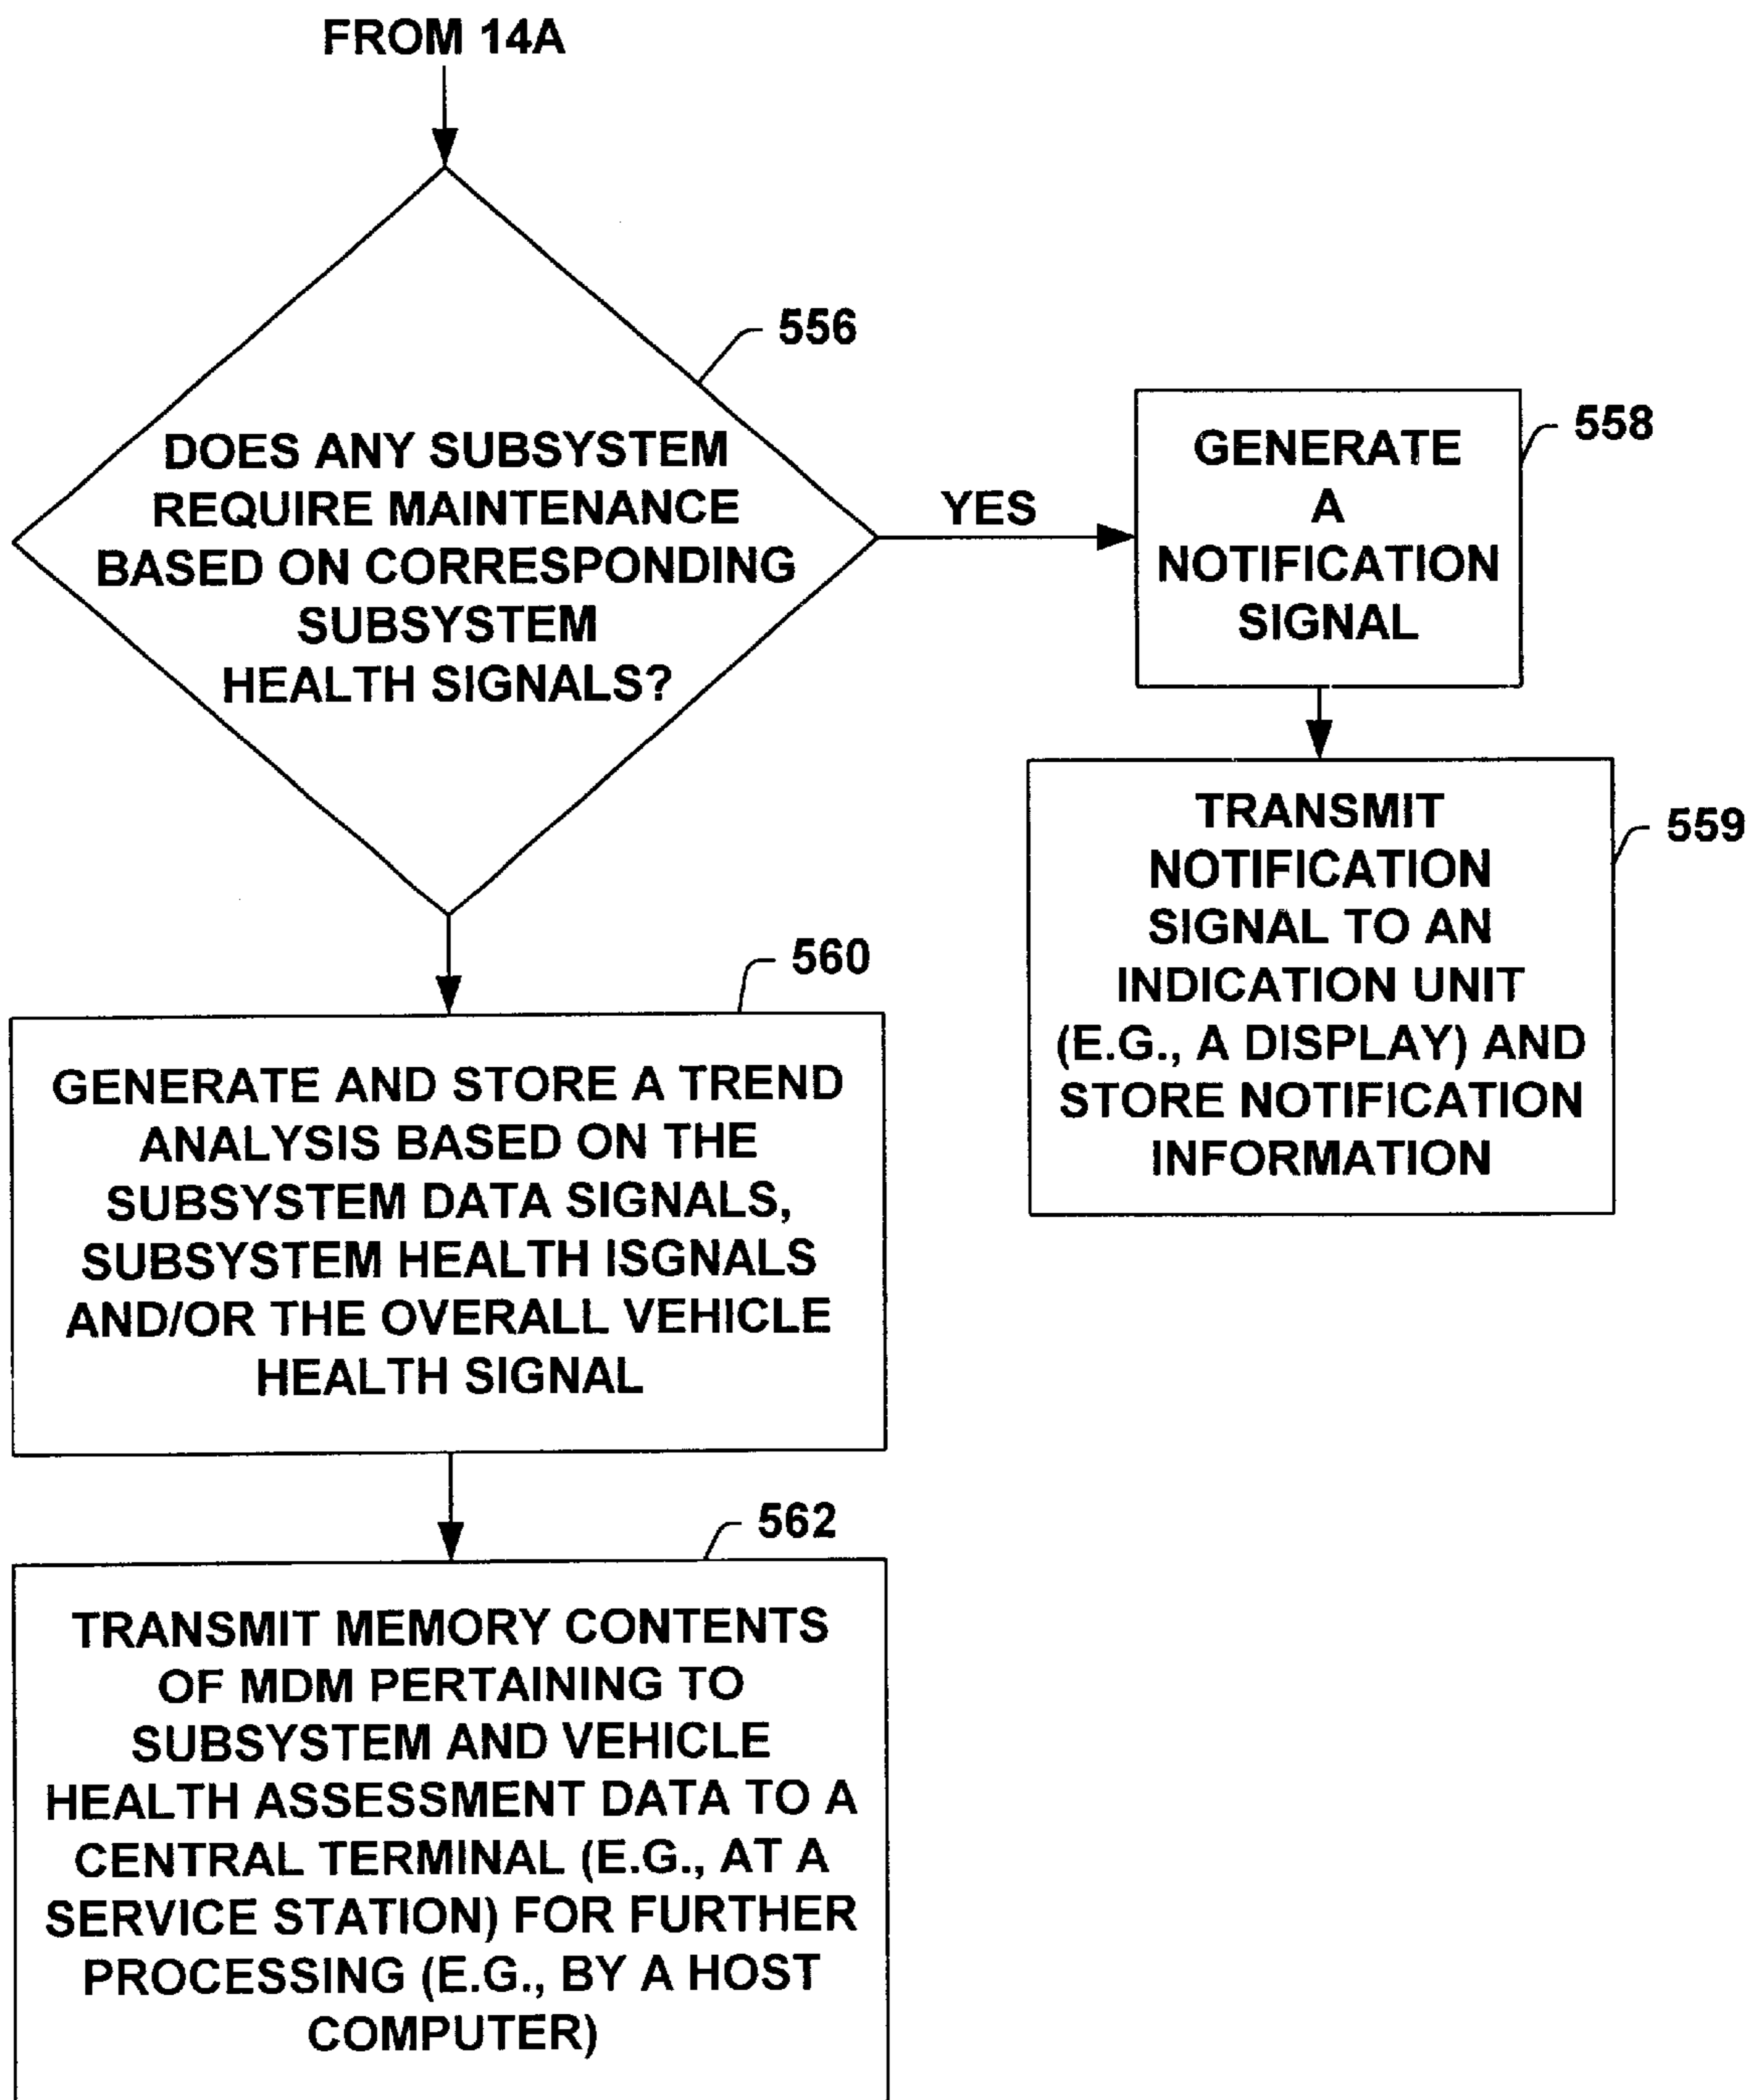 FROM 14A
556
DOES ANY SUBSYSTEM
REQUIRE MAINTENANCE
BASED ON CORRESPONDING
SUBSYSTEM
HEALTH SIGNALS?
YES
558
GENERATE
A
NOTIFICATION
SIGNAL
559
TRANSMIT
NOTIFICATION
SIGNAL TO AN
INDICATION UNIT
(E.G., A DISPLAY) AND
STORE NOTIFICATION
INFORMATION
560
GENERATE AND STORE A TREND
ANALYSIS BASED ON THE
SUBSYSTEM DATA SIGNALS,
SUBSYSTEM HEALTH ISGNALS
AND/OR THE OVERALL VEHICLE
HEALTH SIGNAL
562
TRANSMIT MEMORY CONTENTS
OF MDM PERTAINING TO
SUBSYSTEM AND VEHICLE
HEALTH ASSESSMENT DATA TO A
CENTRAL TERMINAL (E.G., AT A
SERVICE STATION) FOR FURTHER
PROCESSING (E.G., BY A HOST
COMPUTER)